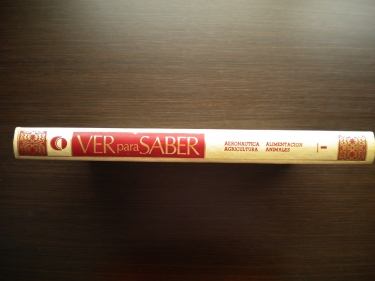 VER para SABER
AERONAUTICA ALIMENTACION
AGRICULTURA ANIMALES
1